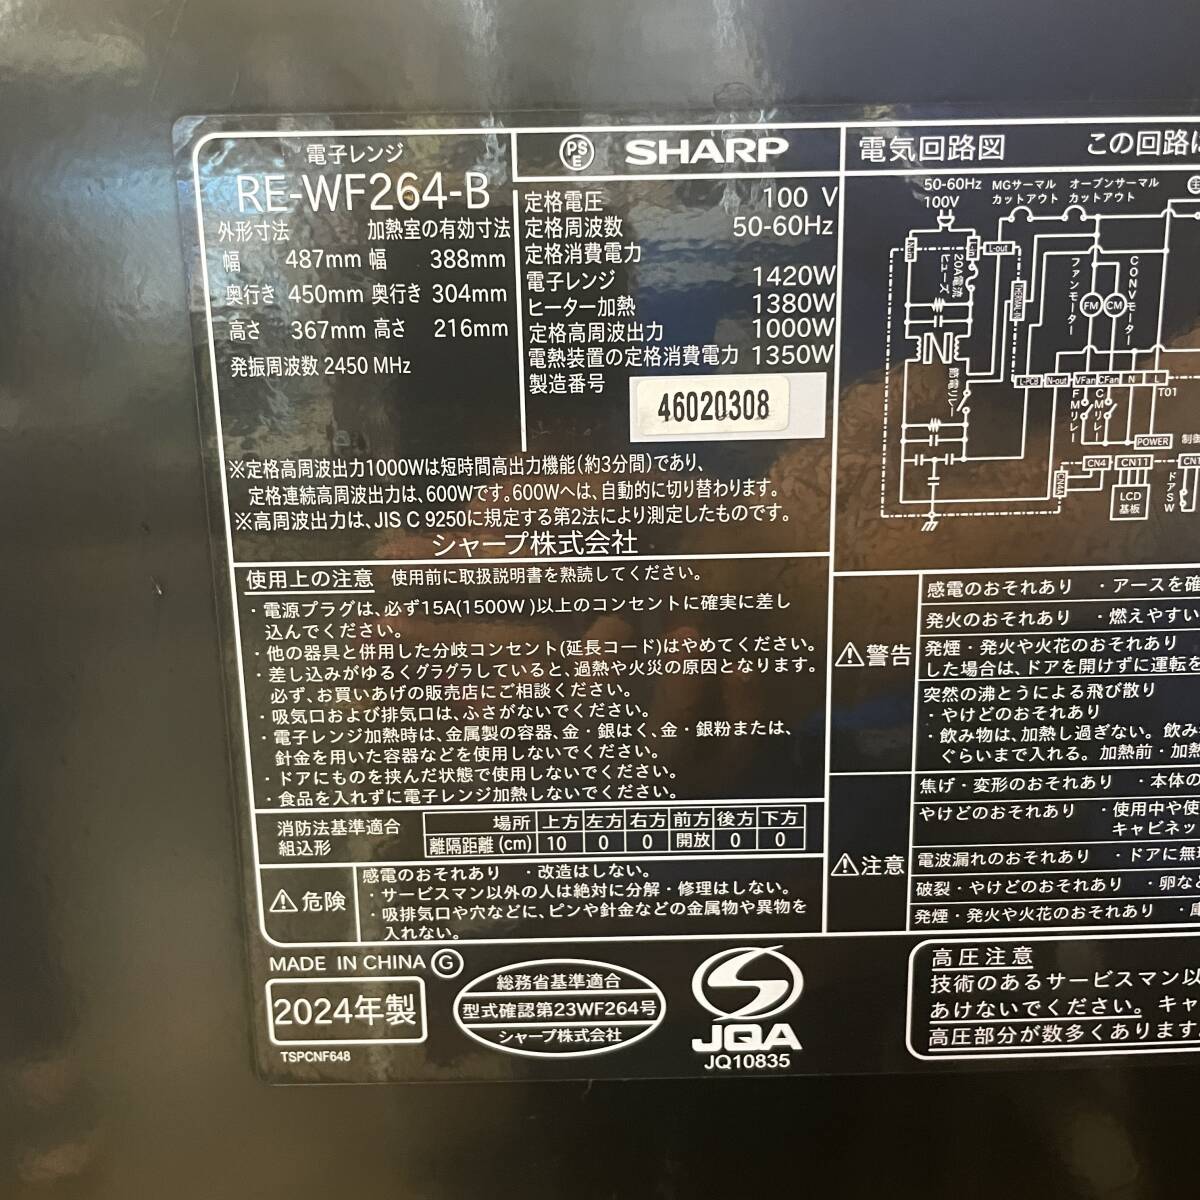 電子レンジ
RE-WF264-B
外形寸法 加熱室の有効寸法
幅 487mm 幅 388mm
奥行き 450mm 奥行き 304mm
高さ 367mm 高さ 216mm
発振周波数 2450 MHz
PS E SHARP
定格電圧 100 V
定格周波数 50-60Hz
定格消費電力
電子レンジ 1420W
ヒーター加熱 1380W
定格高周波出力 1000W
電熱装置の定格消費電力 1350W
製造番号 46020308
※定格高周波出力1000Wは短時間高出力機能(約3分間)であり、
定格連続高周波出力は、600Wです。600Wへは、自動的に切り替わります。
※高周波出力は、JIS C 9250に規定する第2法により測定したものです。
シャープ株式会社
使用上の注意 使用前に取扱説明書を熟読してください。
・電源プラグは、必ず15A(1500W)以上のコンセントに確実に差し
込んでください。
・他の器具と併用した分岐コンセント(延長コード)はやめてください。
・差し込みがゆるくグラグラしていると、過熱や火災の原因となります。
必ず、お買いあげの販売店にご相談ください。
・吸気口および排気口は、ふさがないでください。
・電子レンジ加熱時は、金属製の容器、金・銀はく、金・銀粉または、
針金を用いた容器などを使用しないでください。
・ドアにものを挟んだ状態で使用しないでください。
・食品を入れずに電子レンジ加熱しないでください。
消防法基準適合
組込形
場所 上方 左方 右方 前方 後方 下方
離隔距離(cm) 10 0 0 開放 0 0
危険
感電のおそれあり ・改造はしない。
・サービスマン以外の人は絶対に分解・修理はしない。
・吸排気口や穴などに、ピンや針金などの金属物や異物を
入れない。
MADE IN CHINA G
2024年製
TSPCNF648
総務省基準適合
型式確認第23WF264号
シャープ株式会社
JQA
JQ10835
電気回路図 この回路に
50-60Hz
100V
MGサーマル
カットアウト
オーブンサーマル
カットアウト
L-out
20A電流
ヒューズ
ファンモーター
CONVモーター
FM CM
節電リレー
L-PCB N-out VFan CFan N L
T01
FMリレー
CMリレー
POWER
制御
CN4 CN11 CN1
LCD
基板
ドアSW
警告
感電のおそれあり ・アースを確
発火のおそれあり ・燃えやすい
発煙・発火や火花のおそれあり
した場合は、ドアを開けずに運転を
突然の沸とうによる飛び散り
・やけどのおそれあり
・飲み物は、加熱し過ぎない。飲み
ぐらいまで入れる。加熱前・加熱
注意
焦げ・変形のおそれあり ・本体の
やけどのおそれあり ・使用中や使
キャビネッ
電波漏れのおそれあり ・ドアに無
破裂・やけどのおそれあり ・卵な
発煙・発火や火花のおそれあり ・庫
高圧注意
技術のあるサービスマン以
あけないでください。キャ
高圧部分が数多くあります